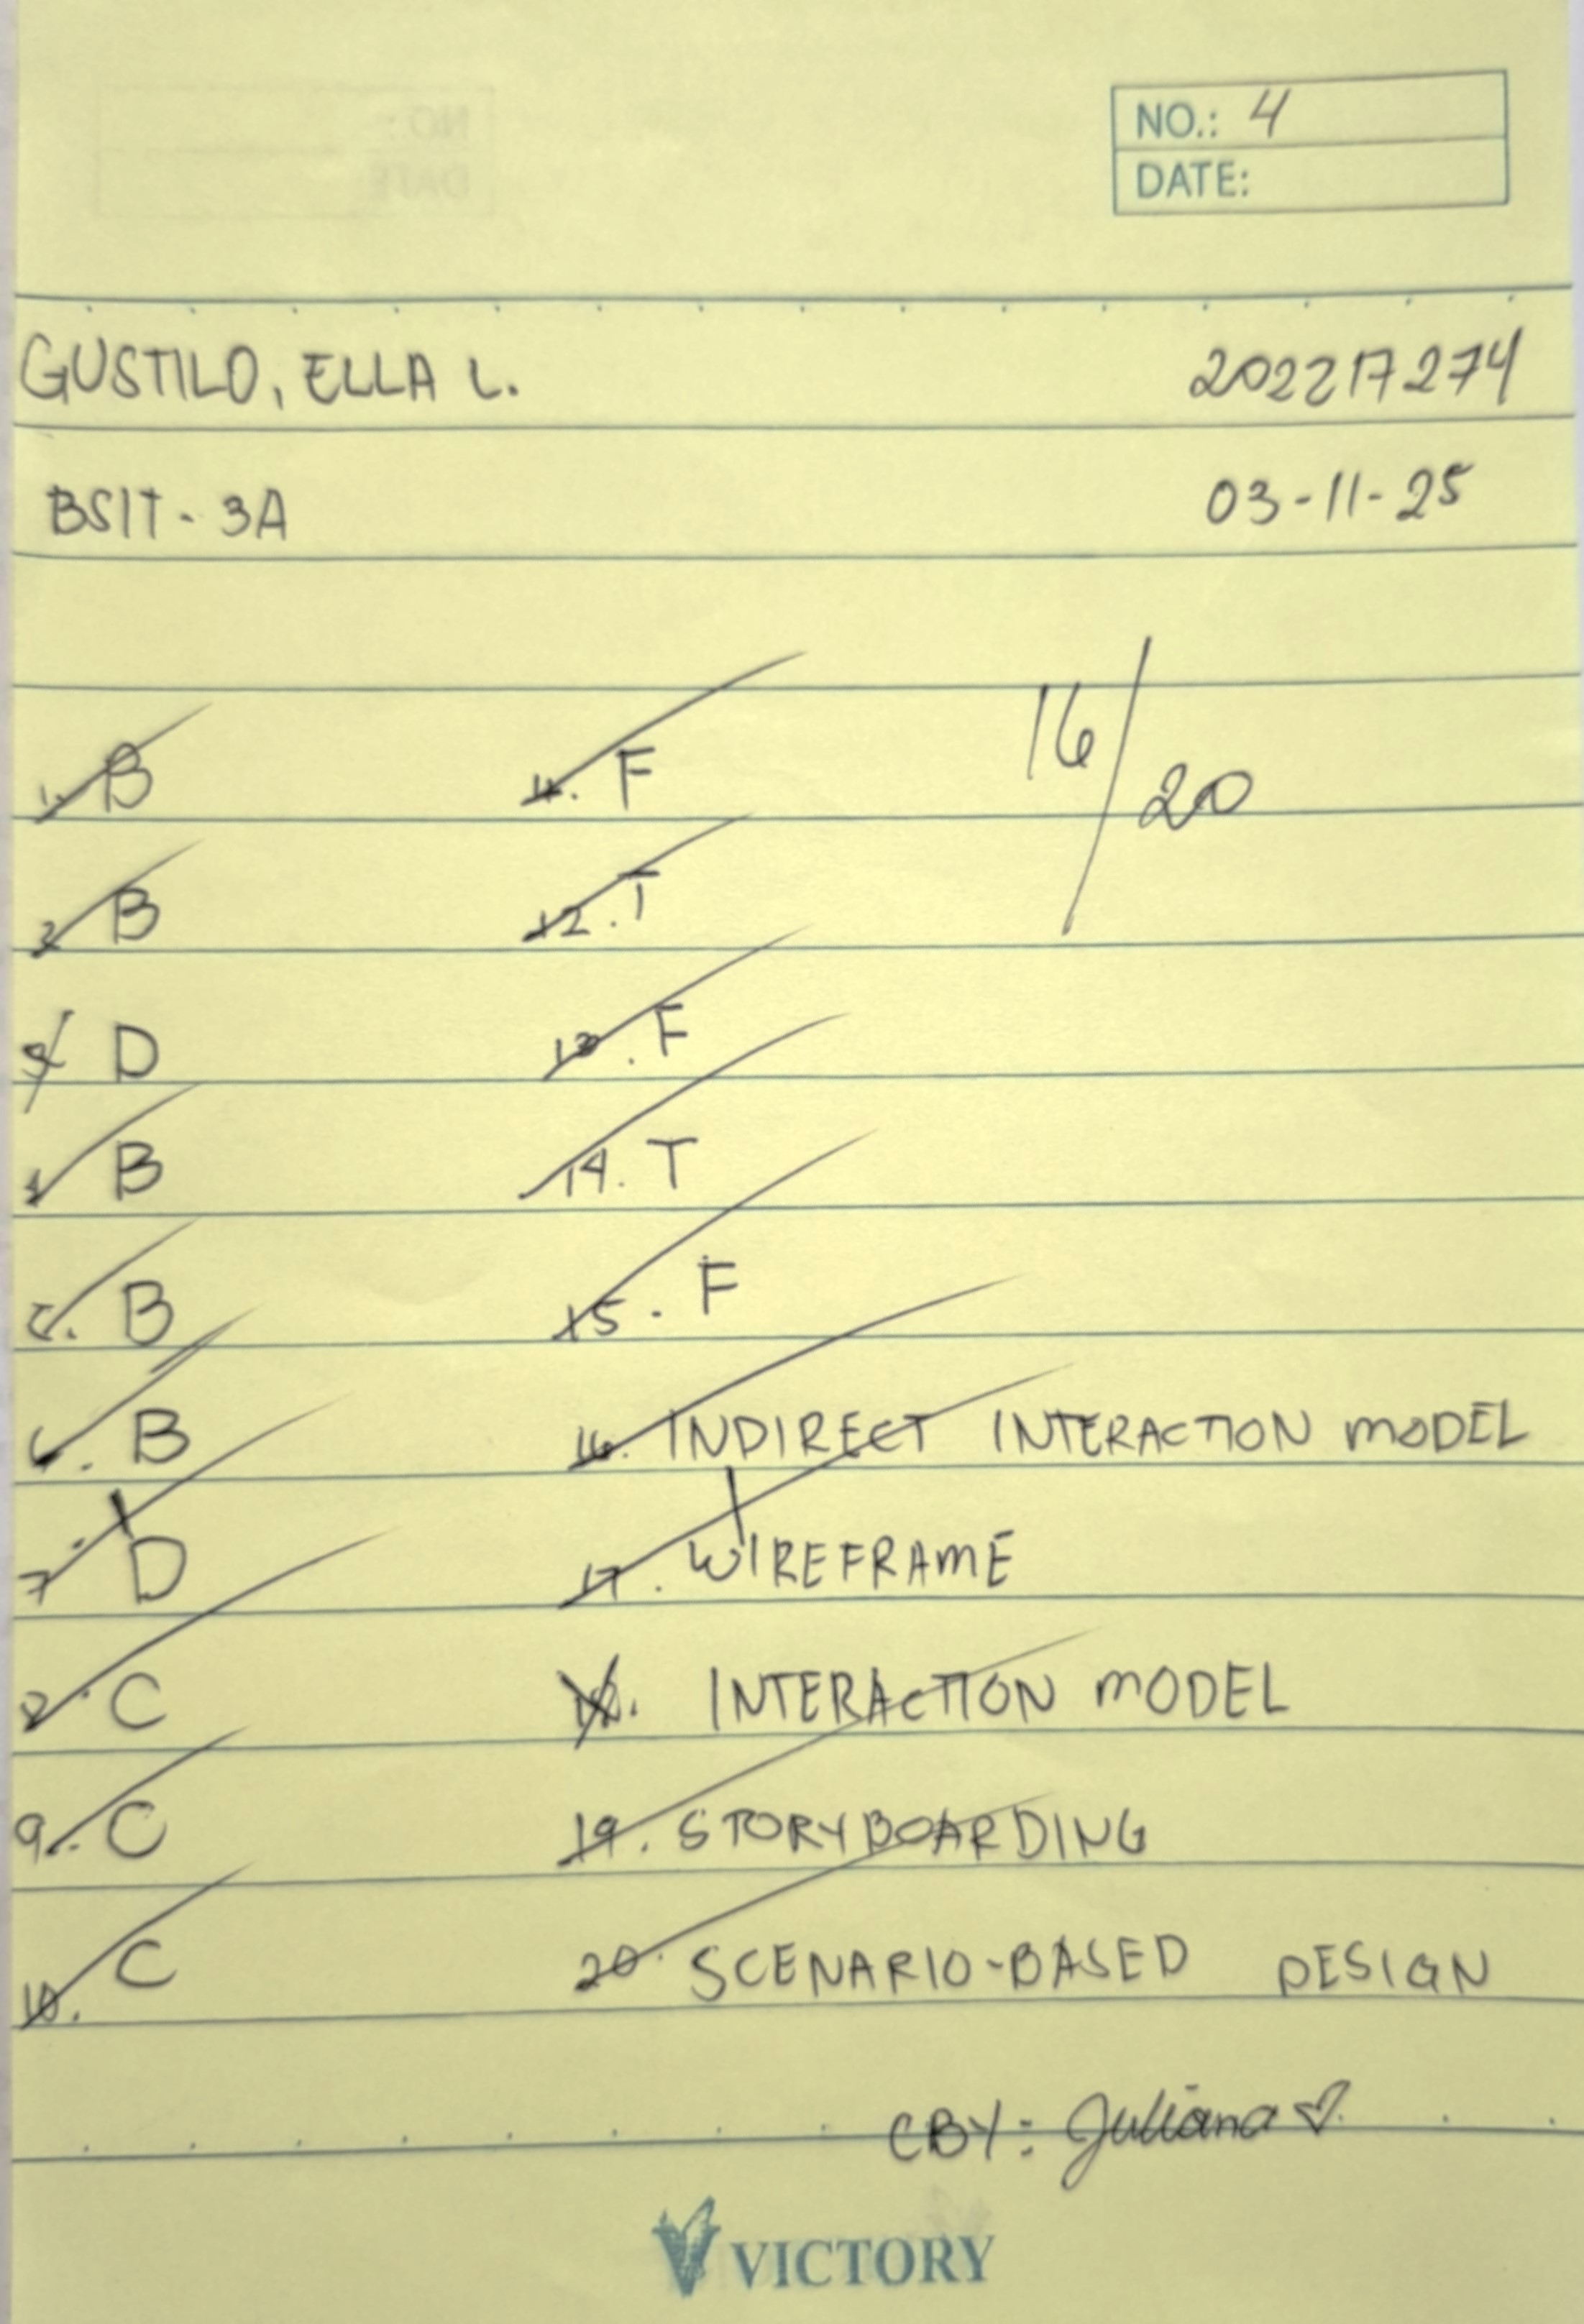 NO.: 4
DATE:
GUSTILO, ELLA L. 202217274
BSIT - 3A 03-11-25
16/20
1. B 11. F
2. B 12. T
3. D 13. F
4. B 14. T
5. B 15. F
6. B 16. INDIRECT INTERACTION MODEL
7. D 17. WIREFRAME
8. C 18. INTERACTION MODEL
9. C 19. STORYBOARDING
10. C 20. SCENARIO-BASED DESIGN
CBY: Juliana
VICTORY